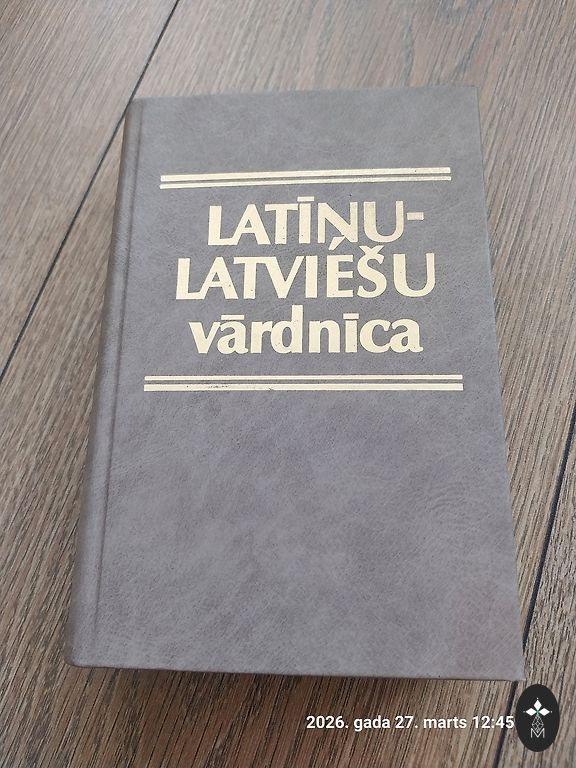 LATĪŅU-
LATVIEŠU
vārdnīca
2026. gada 27. marts 12:45
M